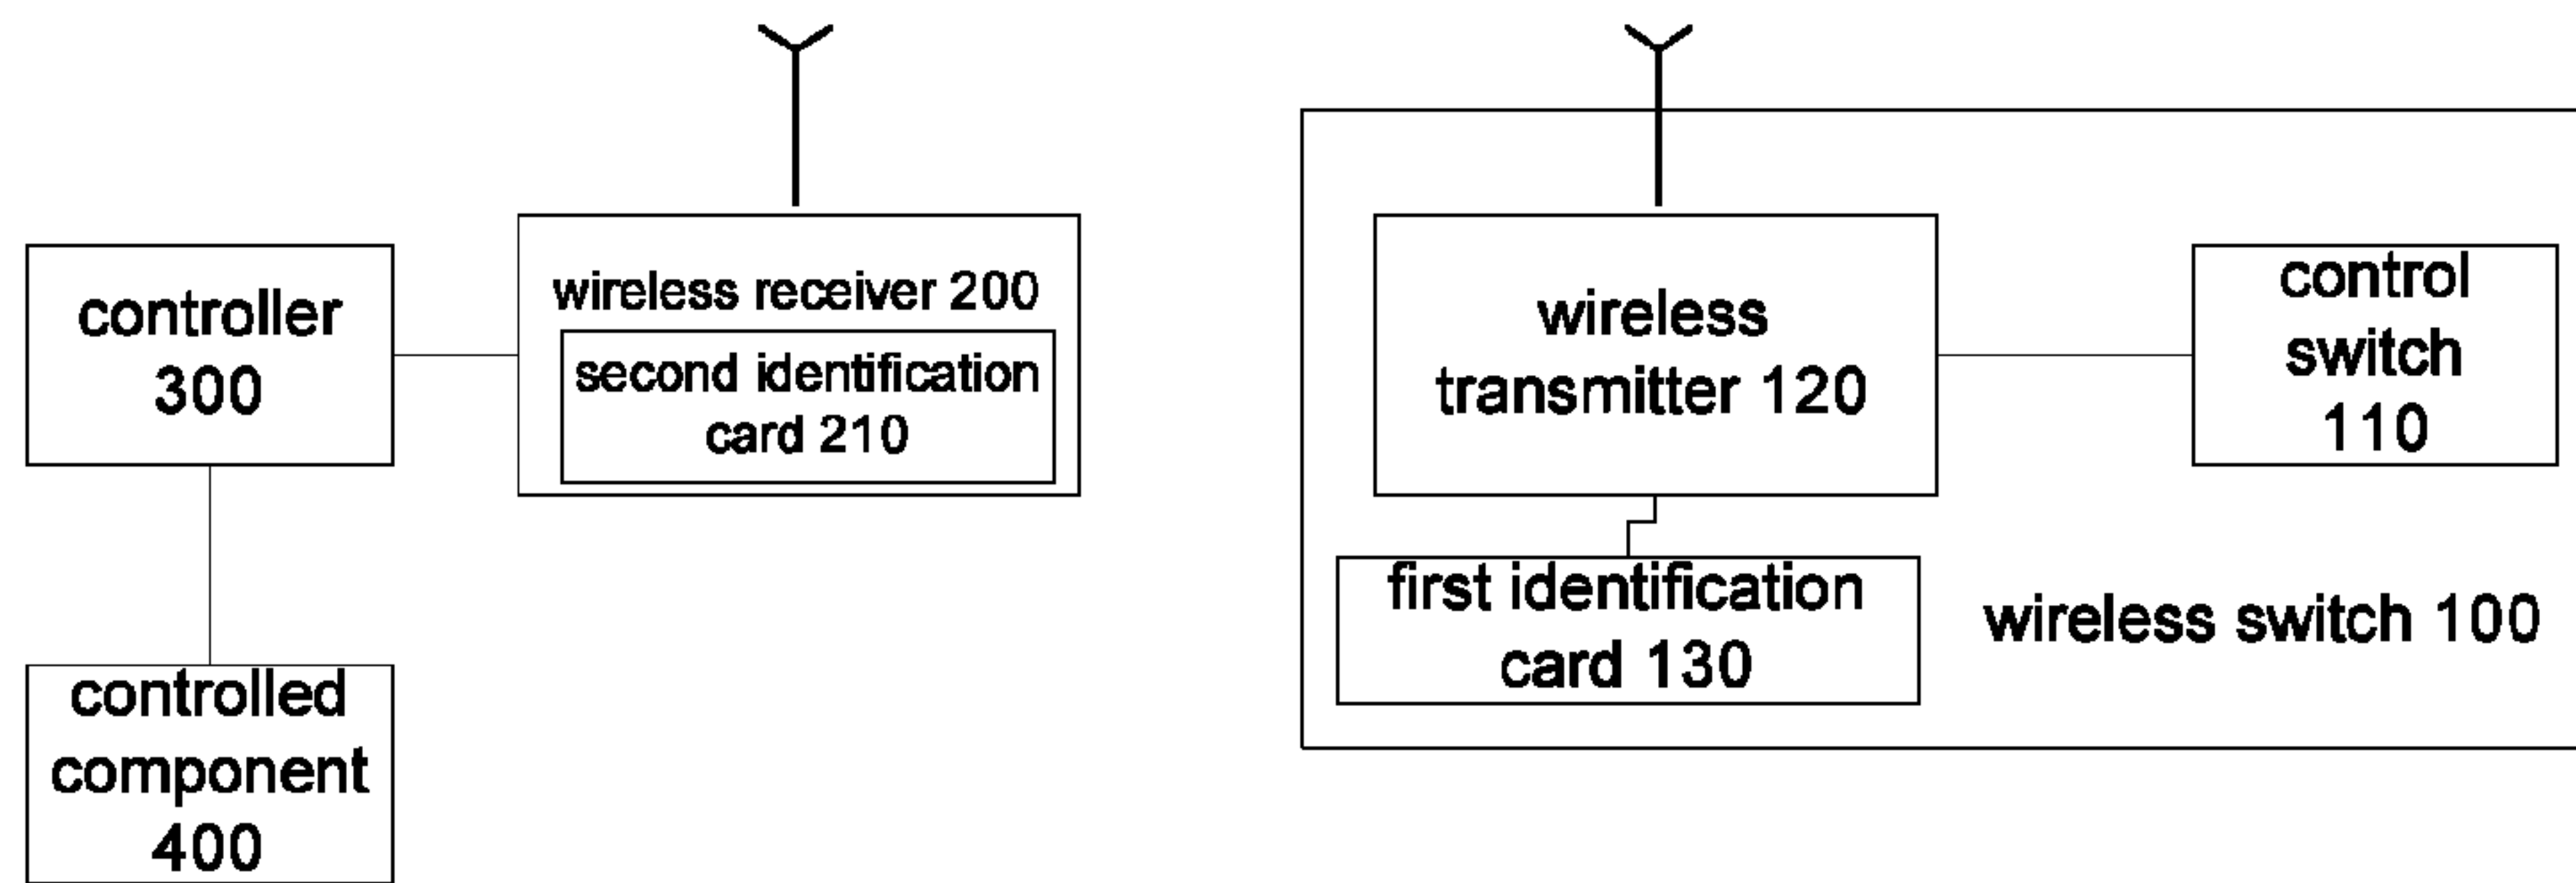 controller
300
wireless receiver 200
second identification
card 210
controlled
component
400
wireless
transmitter 120
control
switch
110
first identification
card 130
wireless switch 100